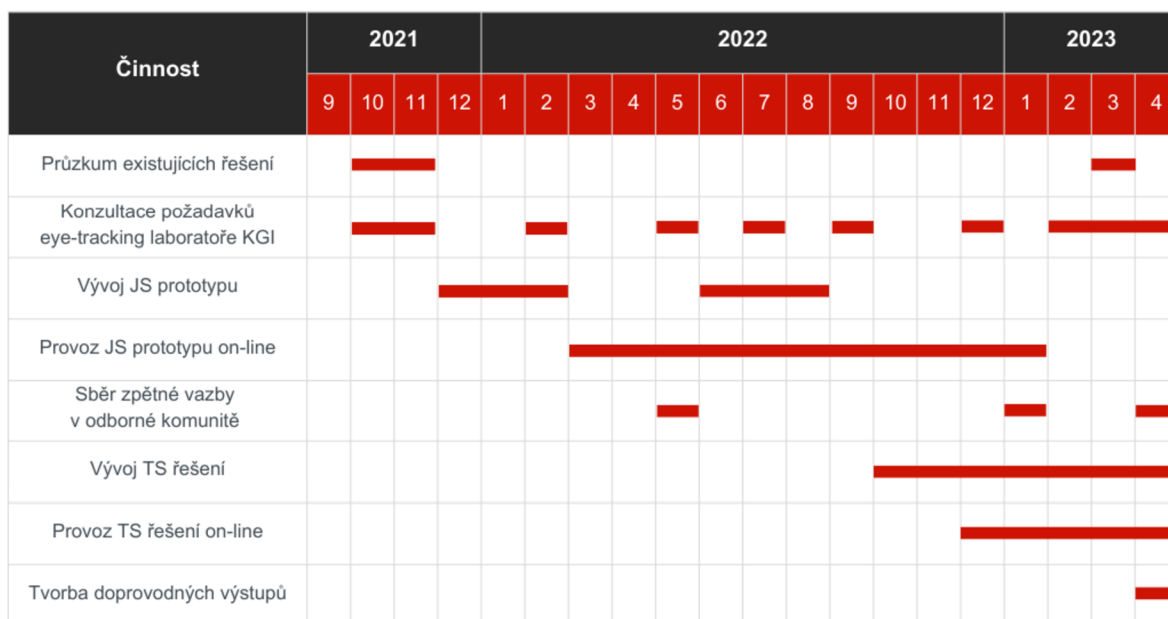 Činnost
2021
2022
2023
9 10 11 12 1 2 3 4 5 6 7 8 9 10 11 12 1 2 3 4
Průzkum existujících řešení
Konzultace požadavků
eye-tracking laboratoře KGI
Vývoj JS prototypu
Provoz JS prototypu on-line
Sběr zpětné vazby
v odborné komunitě
Vývoj TS řešení
Provoz TS řešení on-line
Tvorba doprovodných výstupů